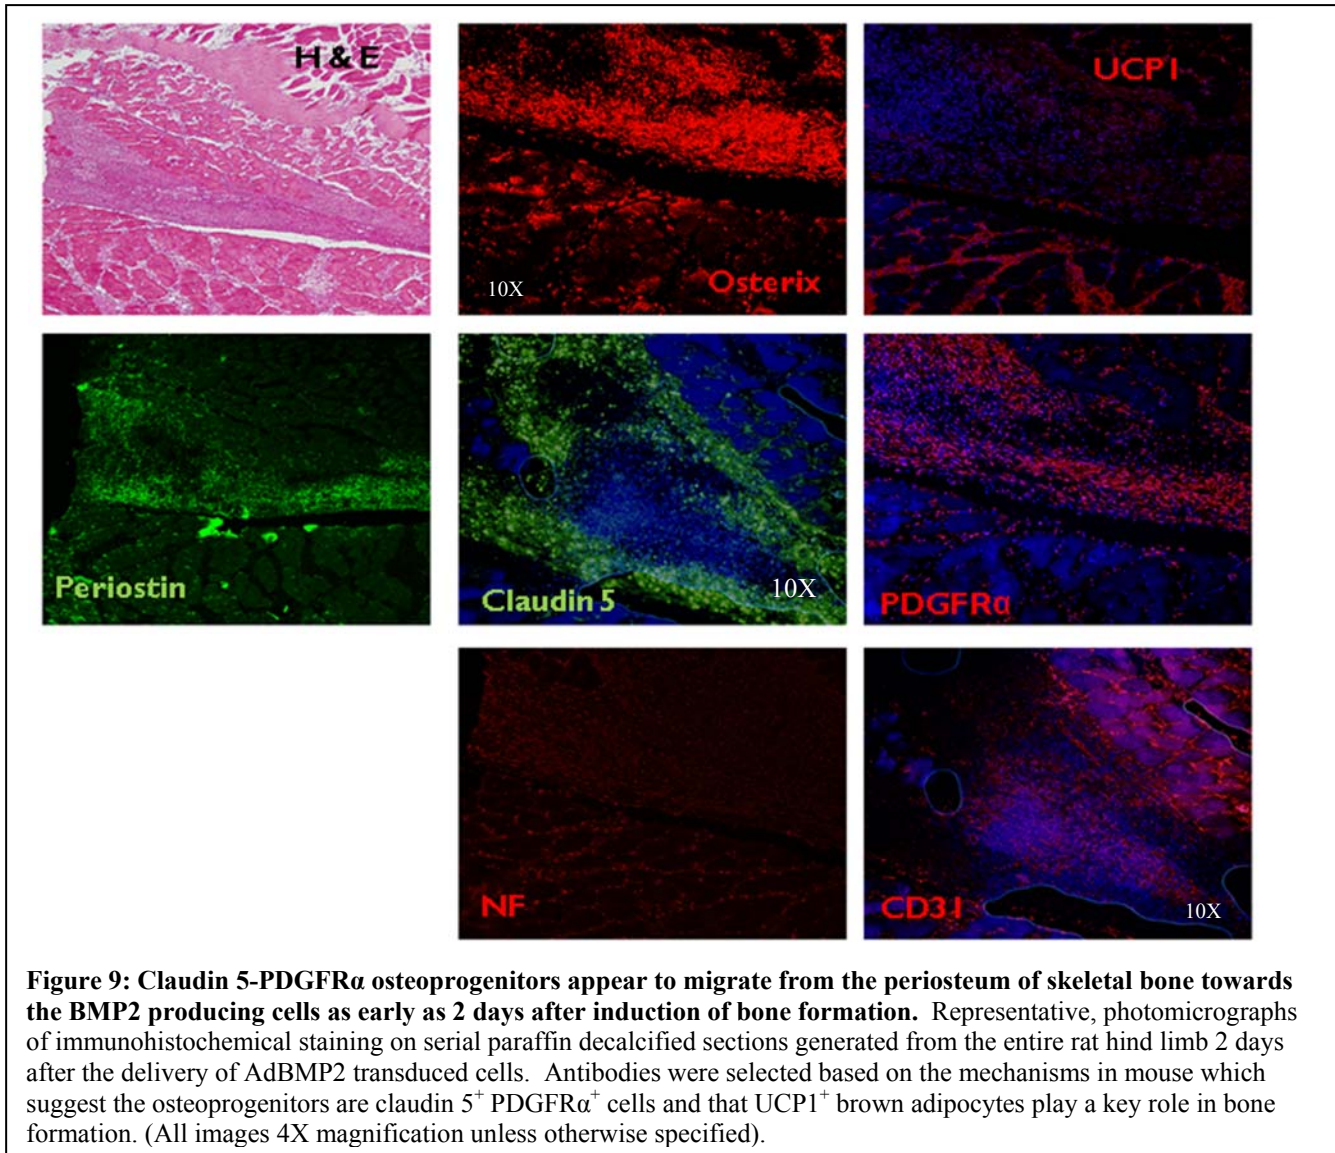 H & E
UCP1
10X
Osterix
Periostin
Claudin 5
10X
PDGFRα
NF
CD31
10X
Figure 9: Claudin 5-PDGFRα osteoprogenitors appear to migrate from the periosteum of skeletal bone towards
the BMP2 producing cells as early as 2 days after induction of bone formation. Representative, photomicrographs
of immunohistochemical staining on serial paraffin decalcified sections generated from the entire rat hind limb 2 days
after the delivery of AdBMP2 transduced cells. Antibodies were selected based on the mechanisms in mouse which
suggest the osteoprogenitors are claudin 5⁺ PDGFRα⁺ cells and that UCP1⁺ brown adipocytes play a key role in bone
formation. (All images 4X magnification unless otherwise specified).